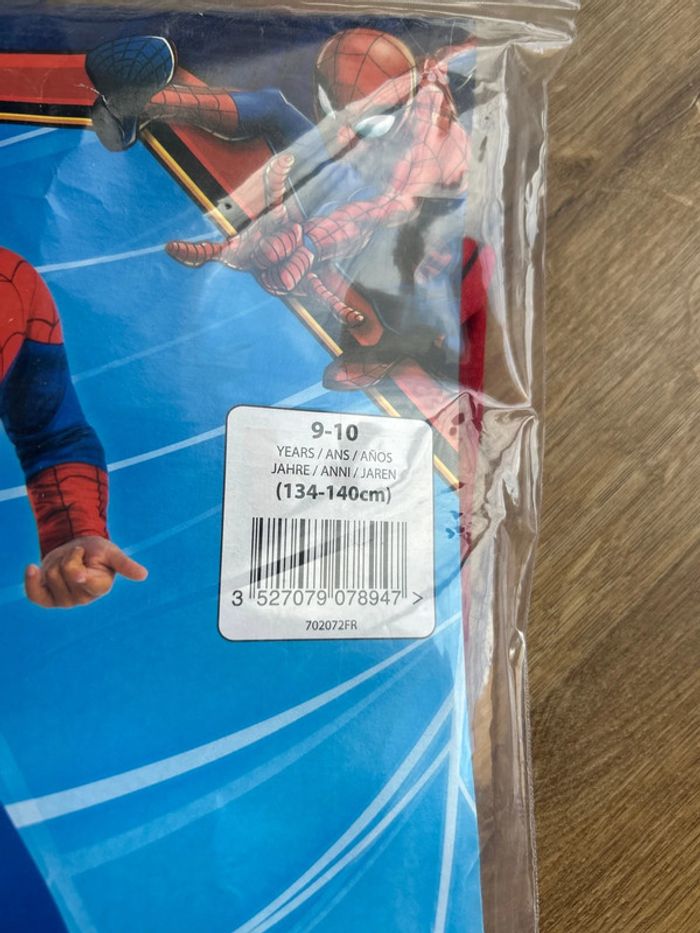 9-10
YEARS / ANS / AÑOS
JAHRE / ANNI / JAREN
(134-140cm)
3 527079 078947 >
702072FR